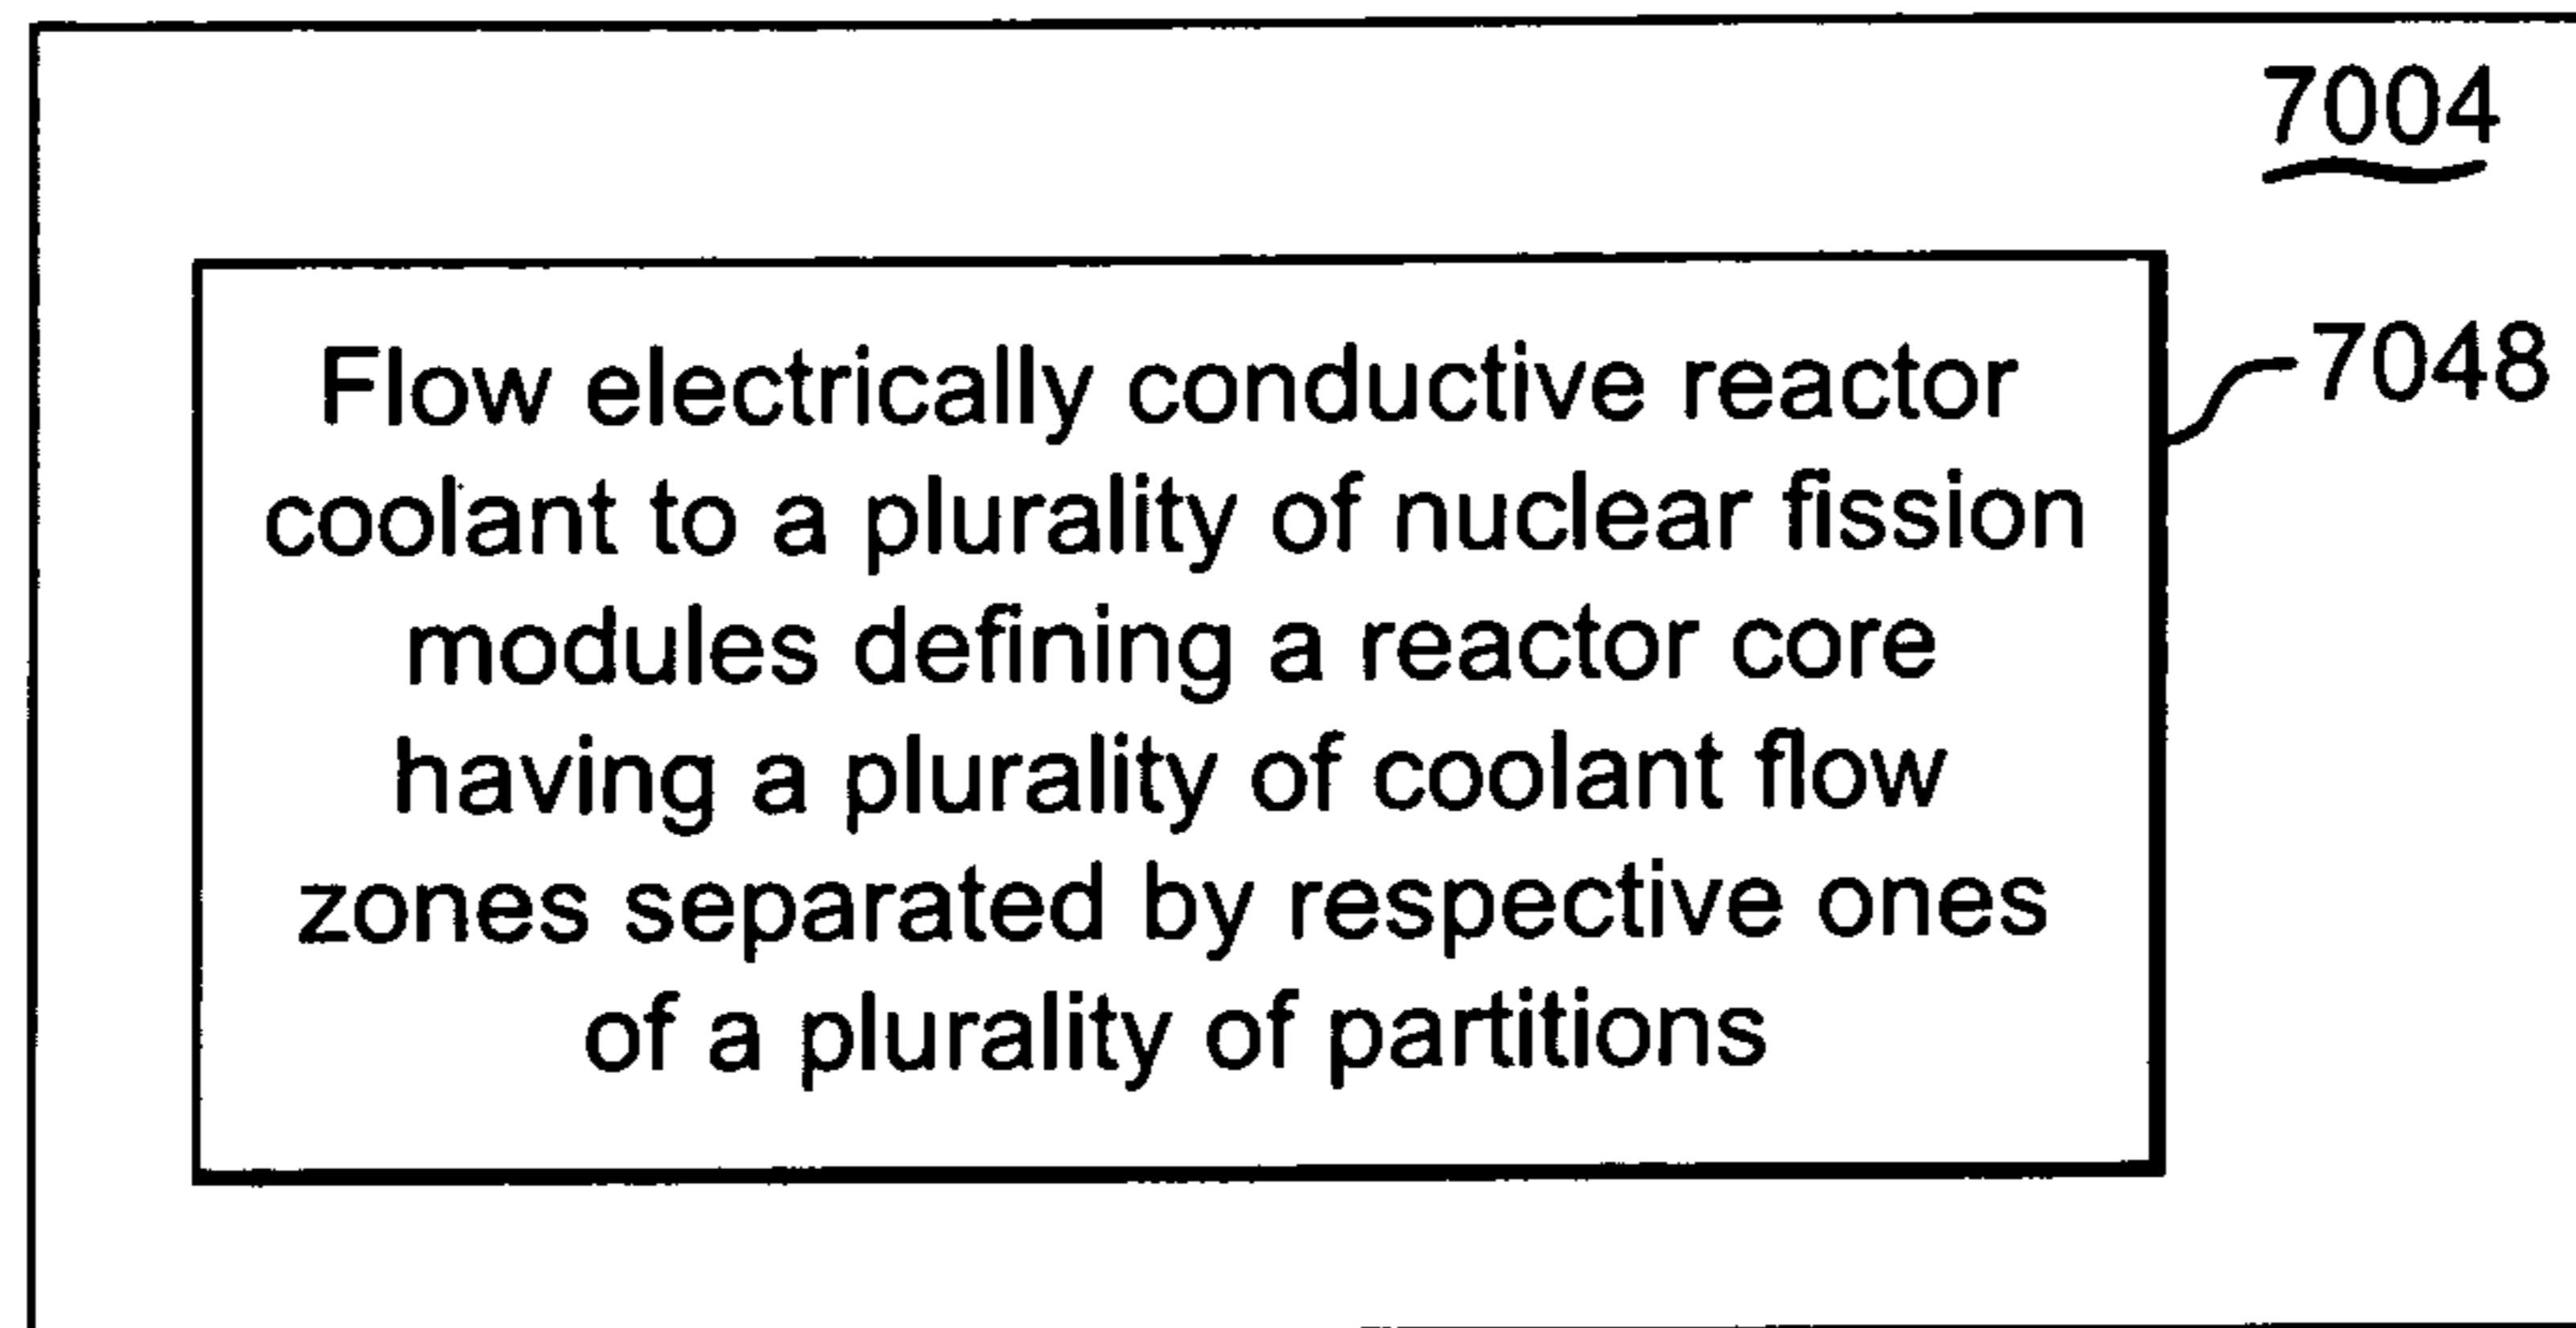 7004
Flow electrically conductive reactor
7048
coolant to a plurality of nuclear fission
modules defining a reactor core
having a plurality of coolant flow
zones separated by respective ones
of a plurality of partitions